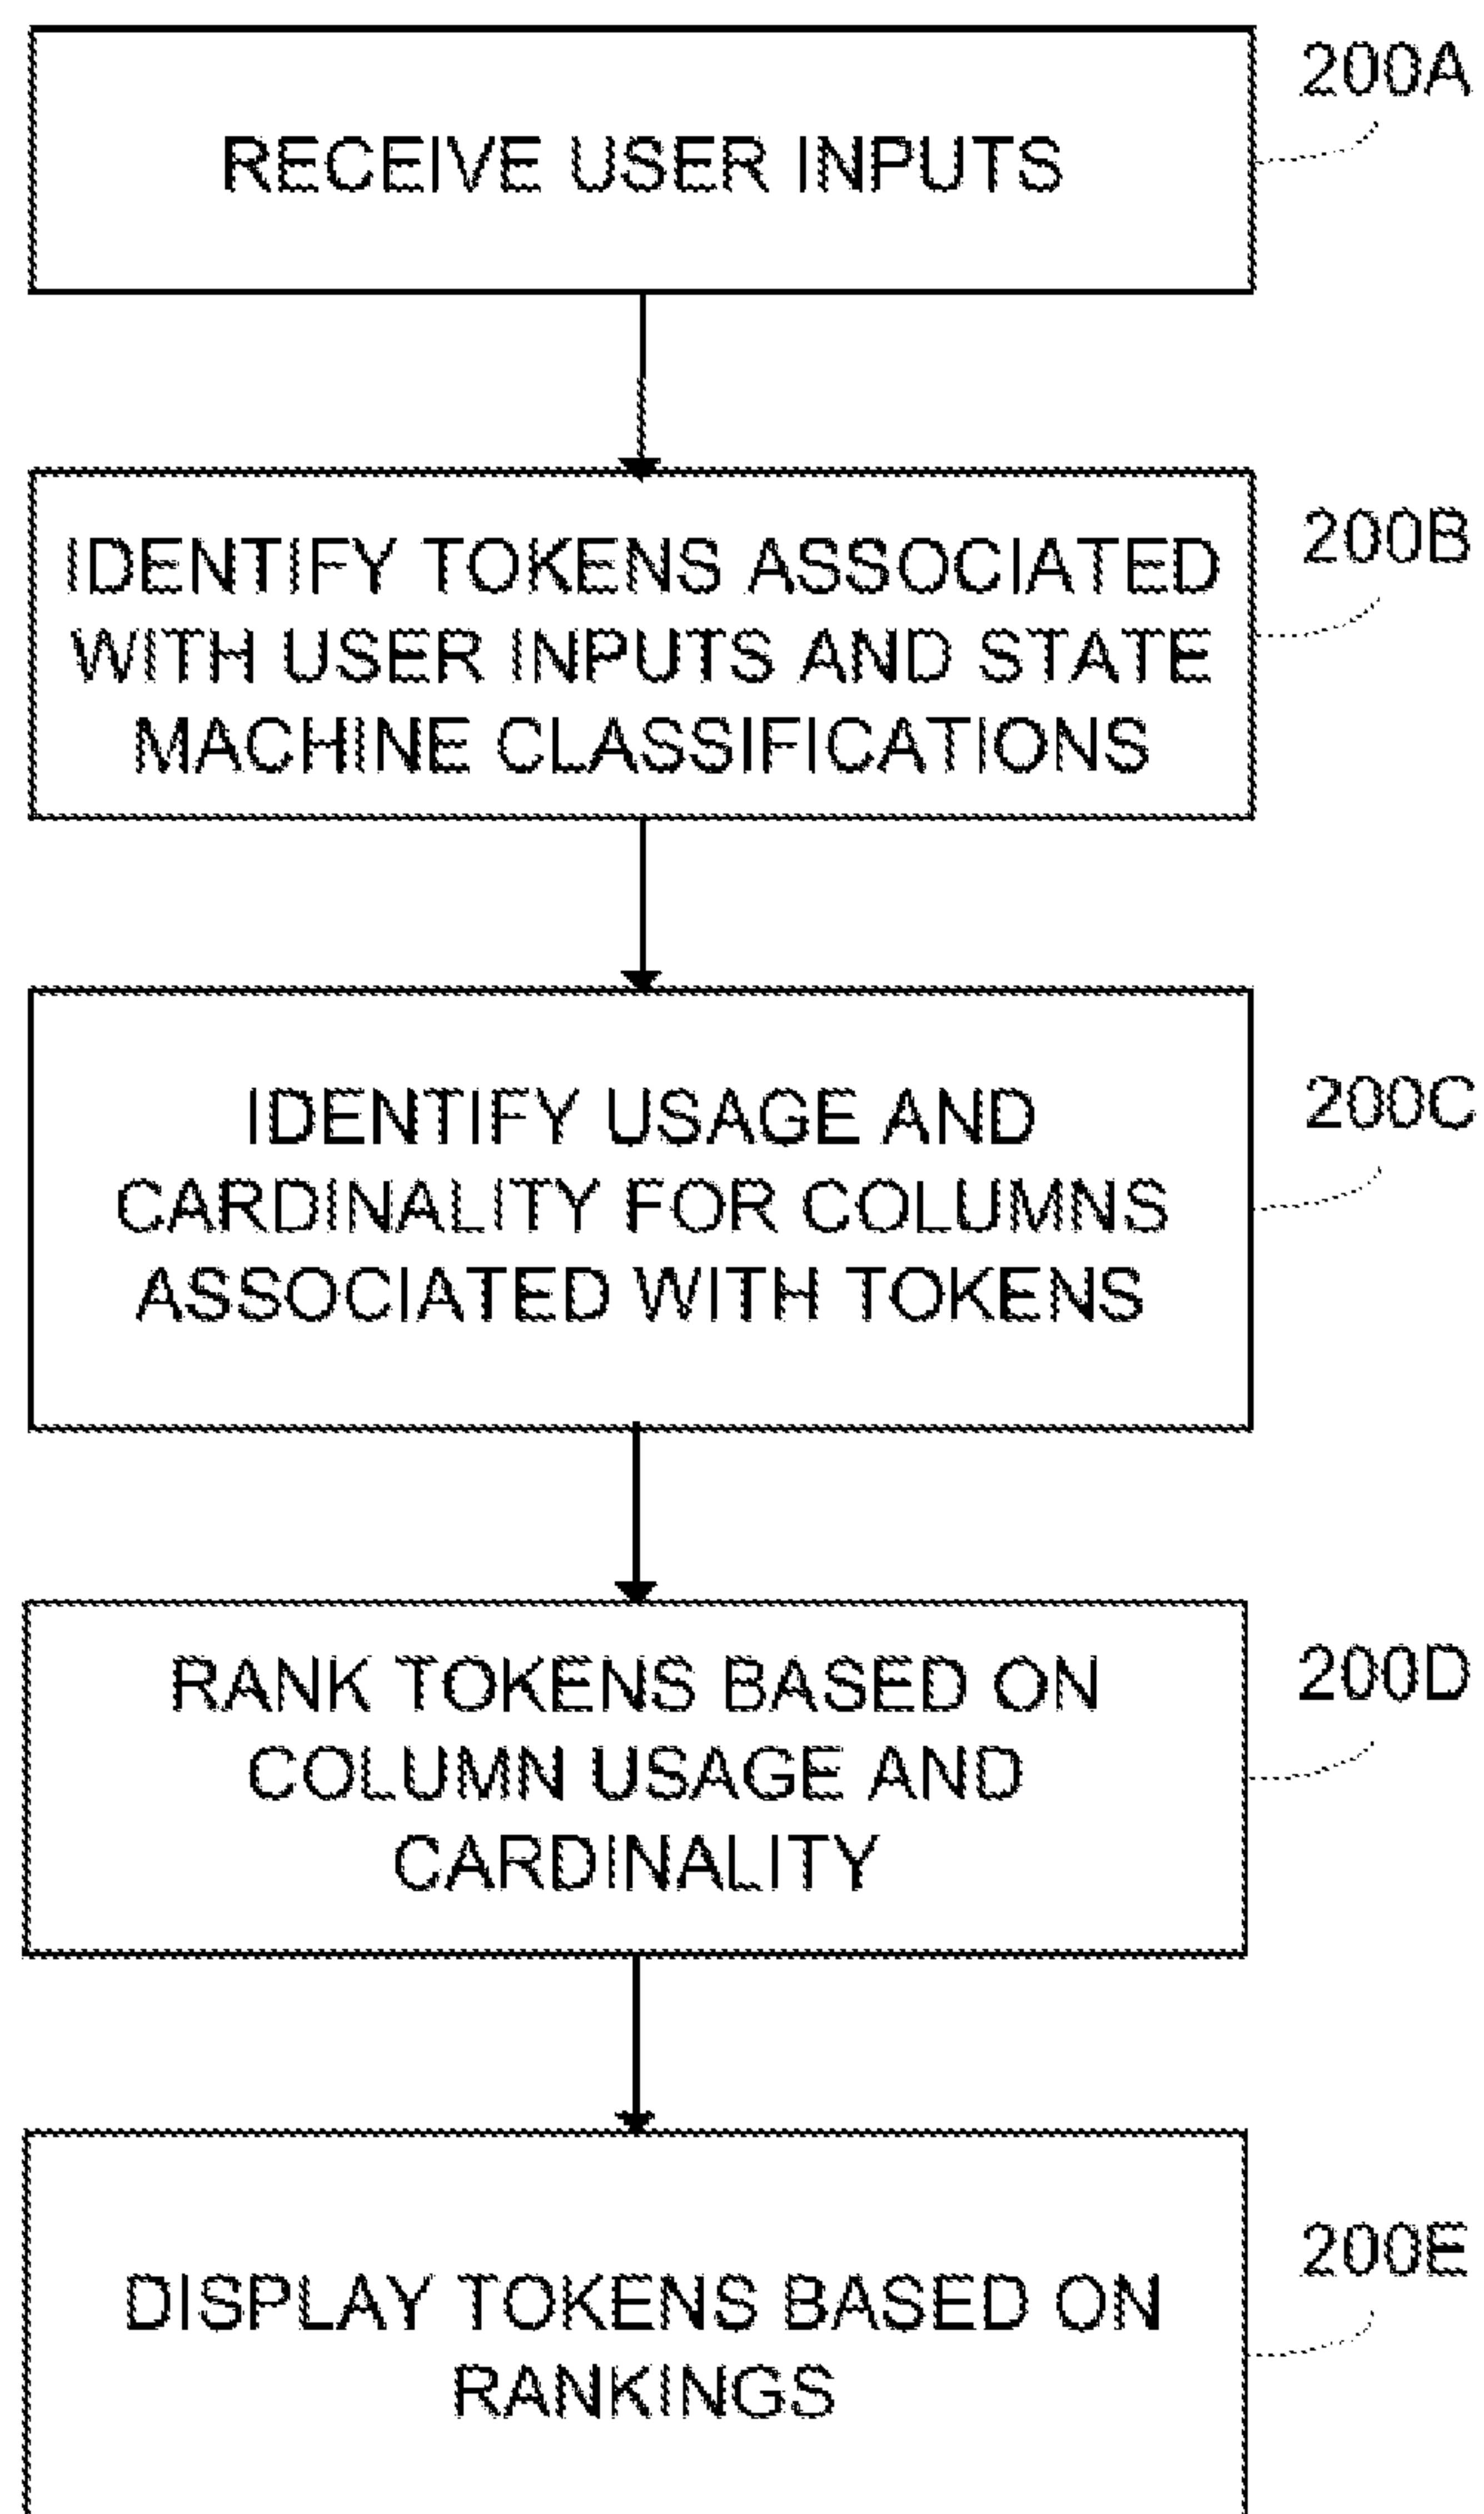 200A
RECEIVE USER INPUTS
200B
IDENTIFY TOKENS ASSOCIATED
WITH USER INPUTS AND STATE
MACHINE CLASSIFICATIONS
200C
IDENTIFY USAGE AND
CARDINALITY FOR COLUMNS
ASSOCIATED WITH TOKENS
200D
RANK TOKENS BASED ON
COLUMN USAGE AND
CARDINALITY
200E
DISPLAY TOKENS BASED ON
RANKINGS